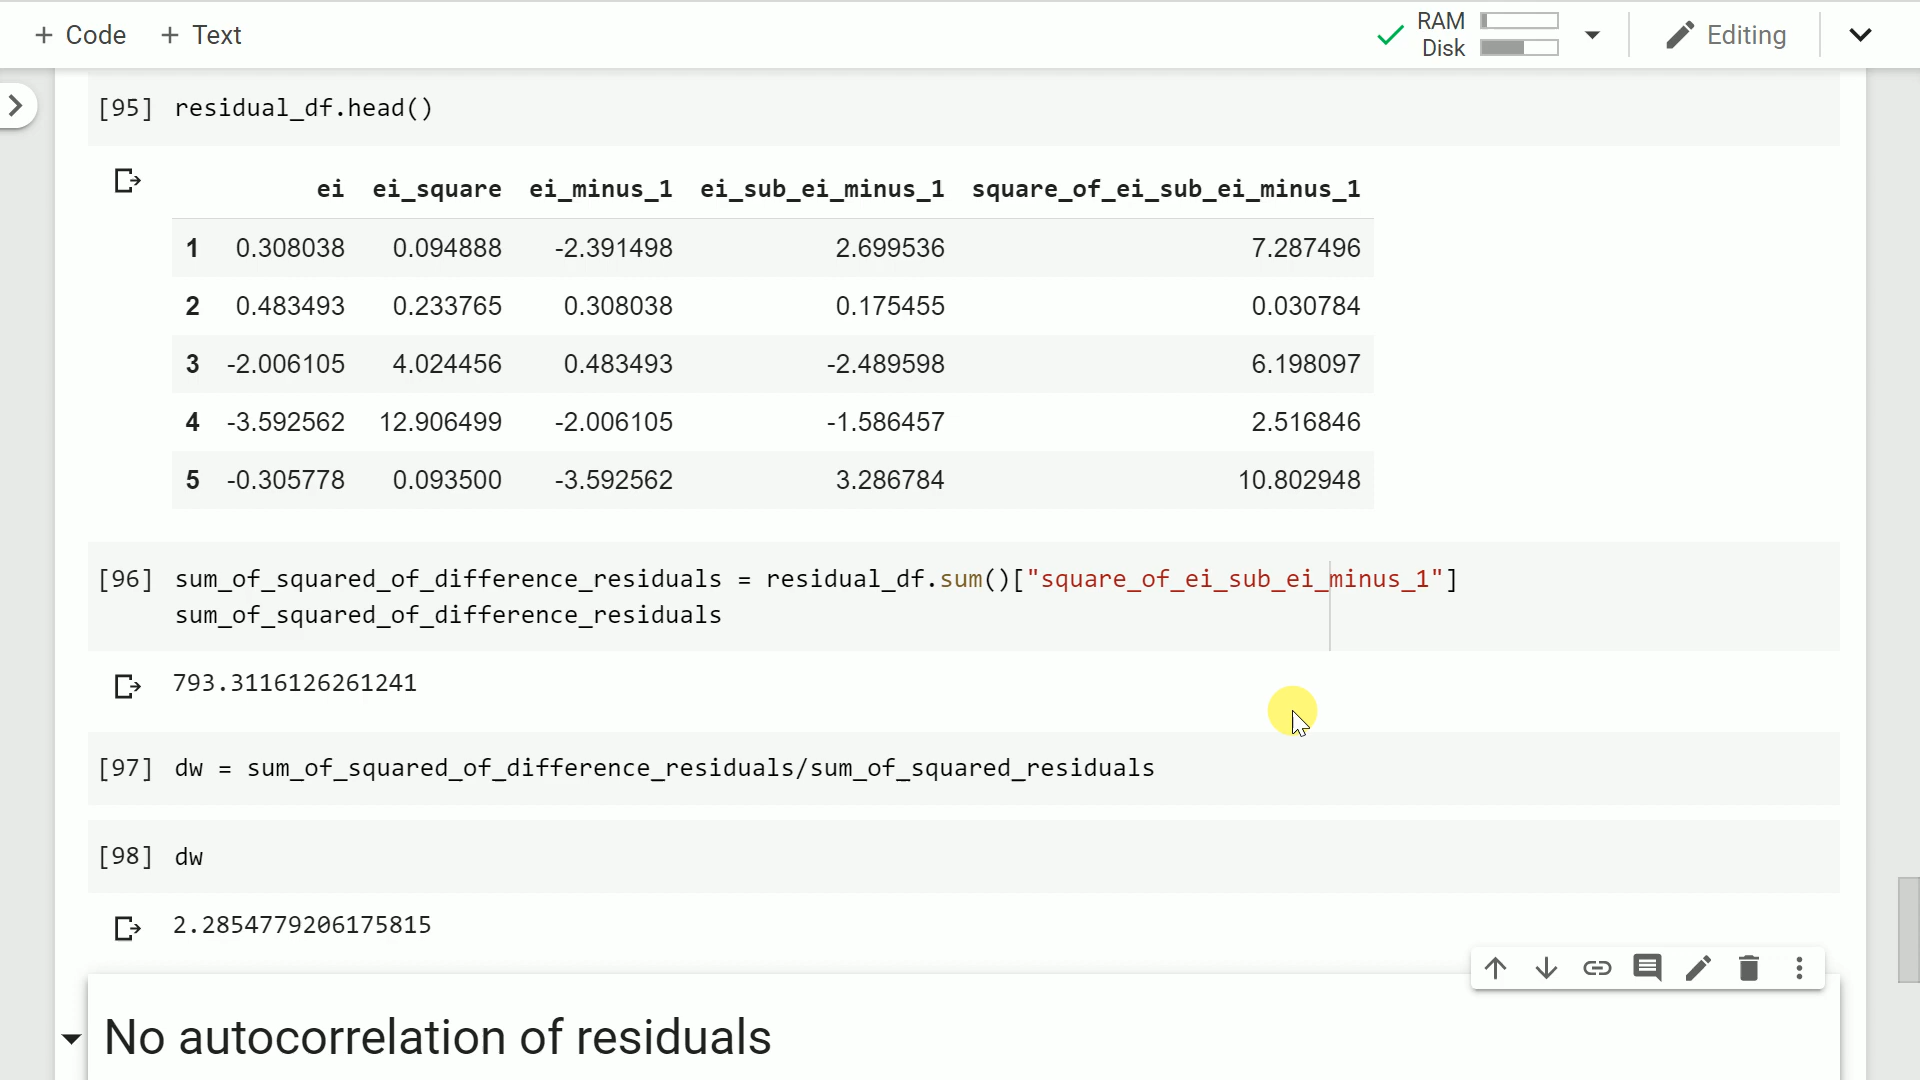 + Code + Text
RAM
Disk
Editing
[95] residual_df.head()
ei ei_square ei_minus_1 ei_sub_ei_minus_1 square_of_ei_sub_ei_minus_1
1 0.308038 0.094888 -2.391498 2.699536 7.287496
2 0.483493 0.233765 0.308038 0.175455 0.030784
3 -2.006105 4.024456 0.483493 -2.489598 6.198097
4 -3.592562 12.906499 -2.006105 -1.586457 2.516846
5 -0.305778 0.093500 -3.592562 3.286784 10.802948
[96] sum_of_squared_of_difference_residuals = residual_df.sum()["square_of_ei_sub_ei_minus_1"]
sum_of_squared_of_difference_residuals
793.3116126261241
[97] dw = sum_of_squared_of_difference_residuals/sum_of_squared_residuals
[98] dw
2.2854779206175815
No autocorrelation of residuals